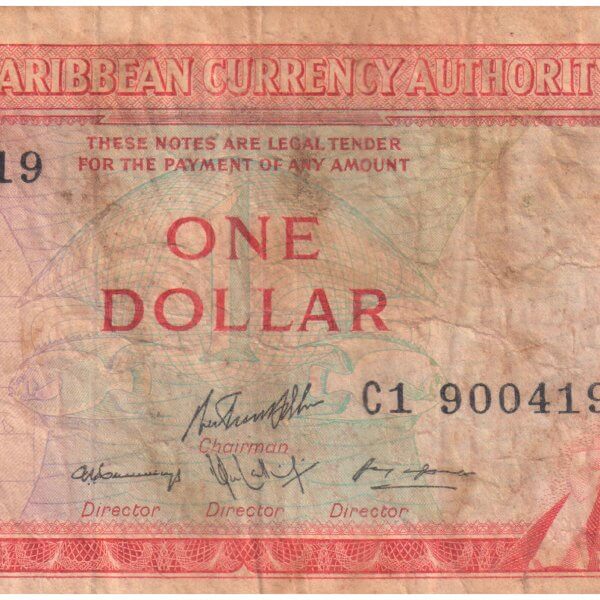 ARIBBEAN CURRENCY AUTHORIT
THESE NOTES ARE LEGAL TENDER
FOR THE PAYMENT OF ANY AMOUNT
19
ONE
DOLLAR
C1 900419
Chairman
Director Director Director